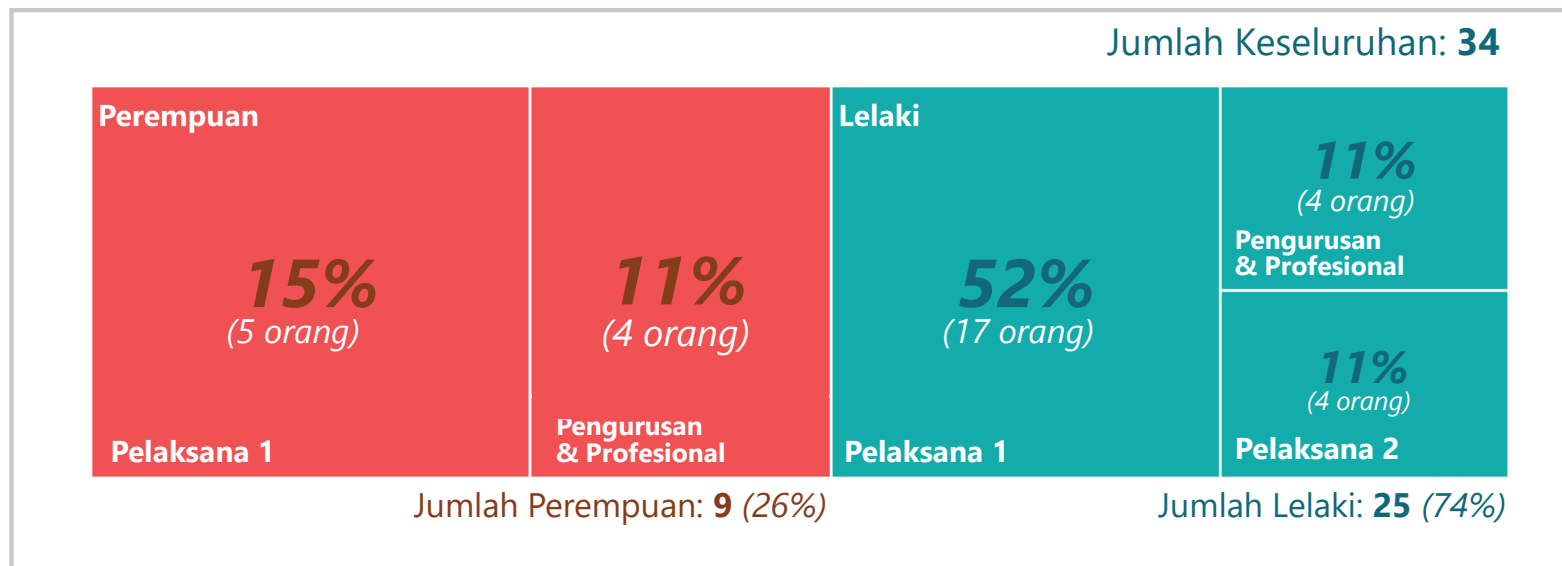 Jumlah Keseluruhan: 34
Perempuan
15%
(5 orang)
Pelaksana 1
11%
(4 orang)
Pengurusan
& Profesional
Jumlah Perempuan: 9 (26%)
Lelaki
52%
(17 orang)
Pelaksana 1
11%
(4 orang)
Pengurusan
& Profesional
11%
(4 orang)
Pelaksana 2
Jumlah Lelaki: 25 (74%)